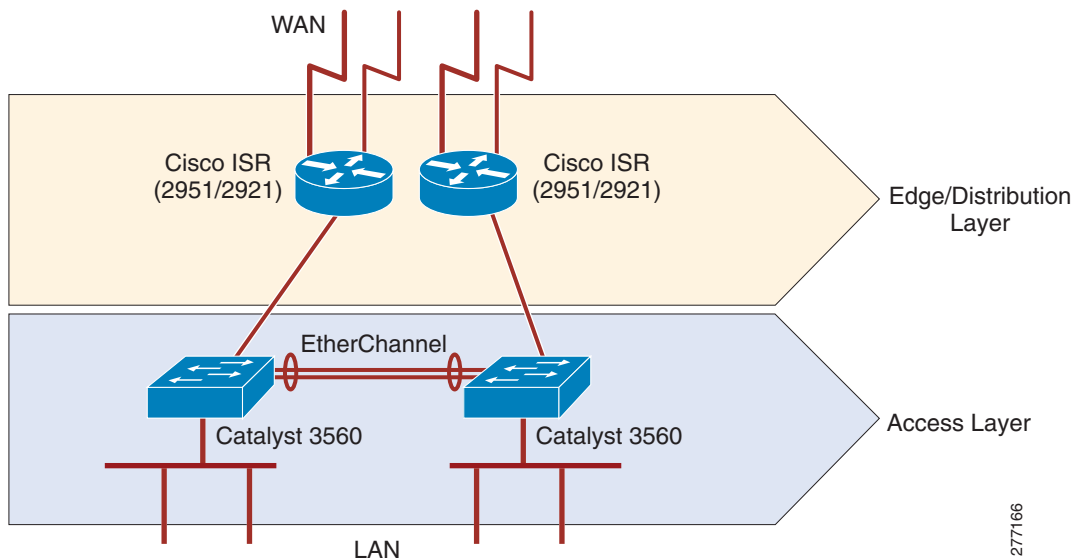 WAN
Cisco ISR
(2951/2921)
Cisco ISR
(2951/2921)
Edge/Distribution
Layer
EtherChannel
Catalyst 3560
Catalyst 3560
Access Layer
LAN
277166